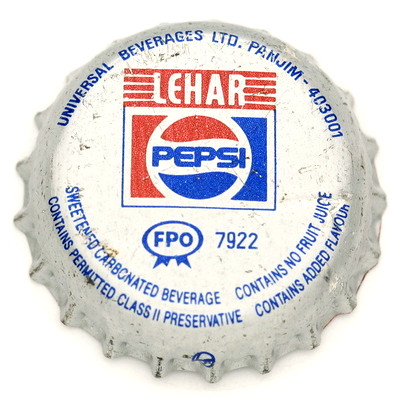 UNIVERSAL BEVERAGES LTD. PANJIM - 403001
LEHAR
PEPSI
FPO 7922
SWEETENED CARBONATED BEVERAGE CONTAINS NO FRUIT JUICE
CONTAINS PERMITTED CLASS II PRESERVATIVE CONTAINS ADDED FLAVOUR